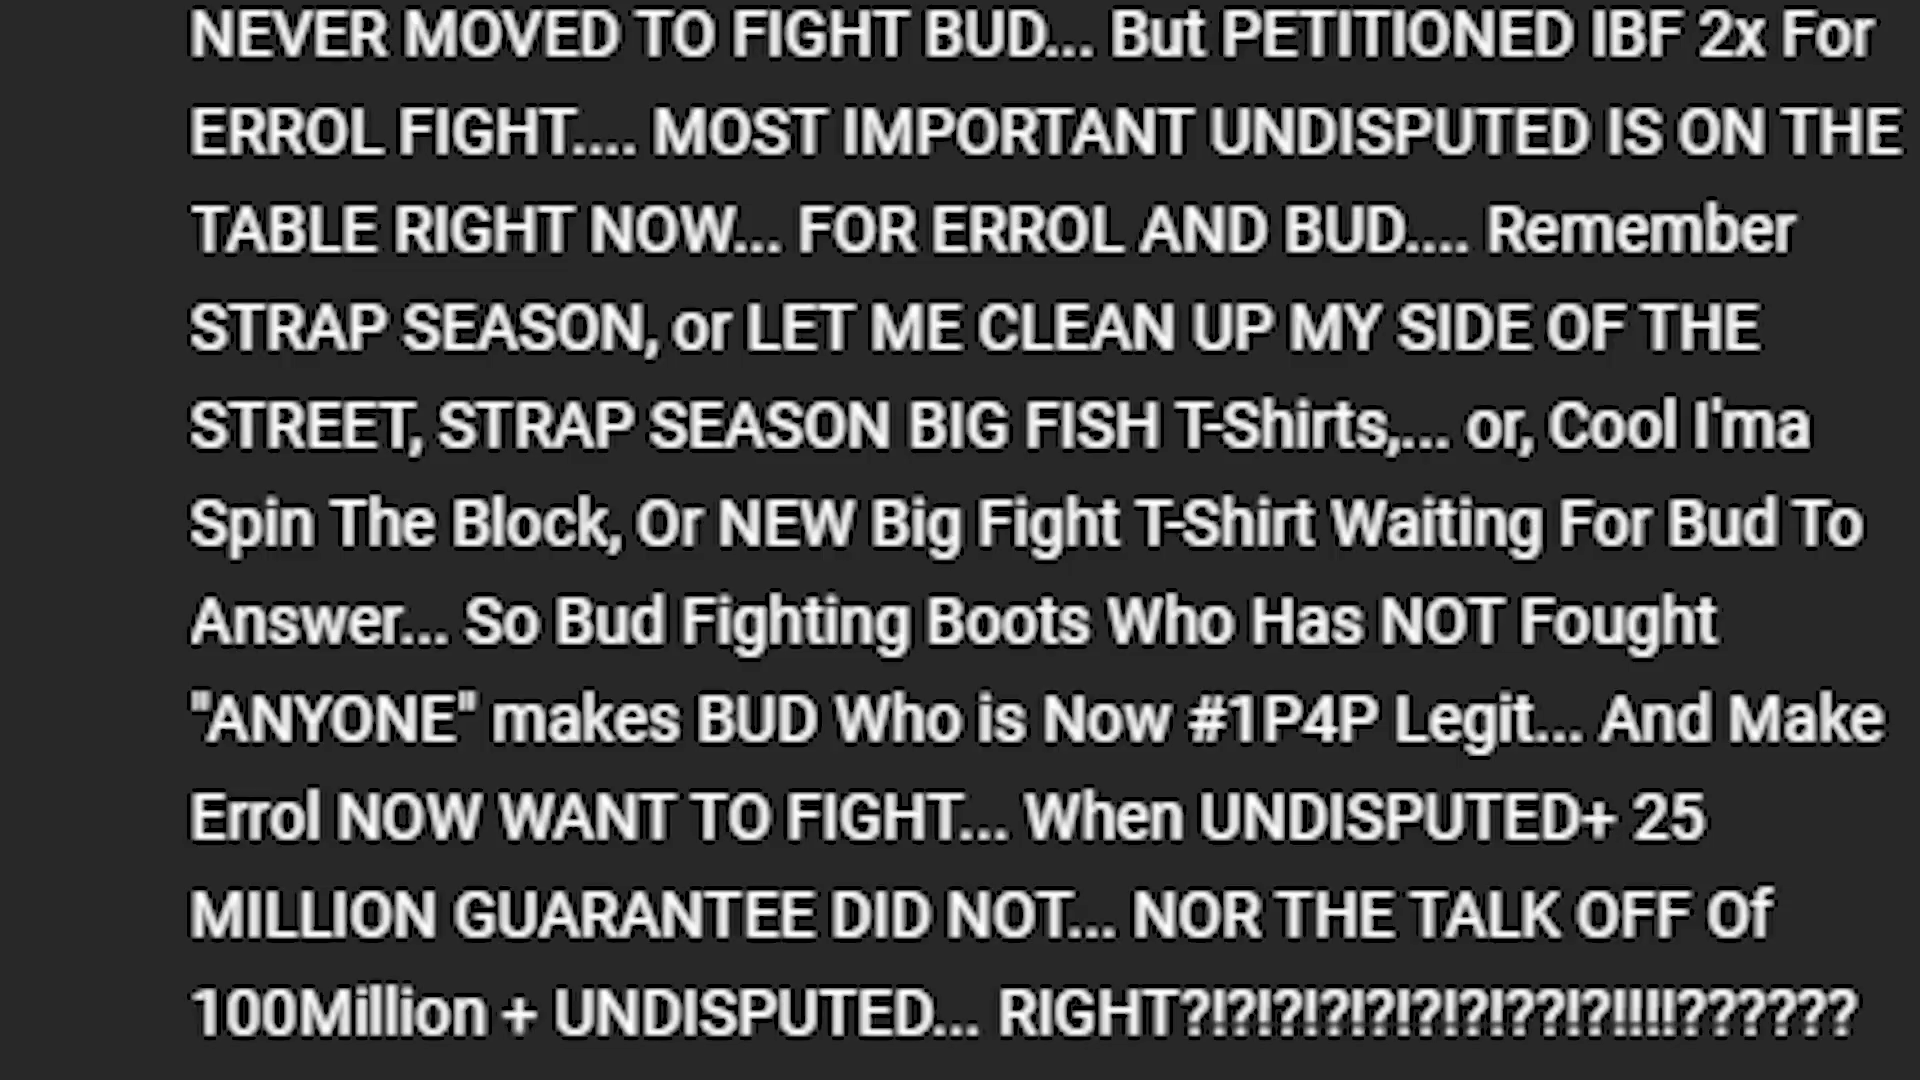 NEVER MOVED TO FIGHT BUD... But PETITIONED IBF 2x For
ERROL FIGHT.... MOST IMPORTANT UNDISPUTED IS ON THE
TABLE RIGHT NOW... FOR ERROL AND BUD.... Remember
STRAP SEASON, or LET ME CLEAN UP MY SIDE OF THE
STREET, STRAP SEASON BIG FISH T-Shirts,... or, Cool I'ma
Spin The Block, Or NEW Big Fight T-Shirt Waiting For Bud To
Answer... So Bud Fighting Boots Who Has NOT Fought
"ANYONE" makes BUD Who is Now #1P4P Legit... And Make
Errol NOW WANT TO FIGHT... When UNDISPUTED+ 25
MILLION GUARANTEE DID NOT... NOR THE TALK OFF Of
100Million + UNDISPUTED... RIGHT?!?!?!?!?!?!?!??!?!!!!??????